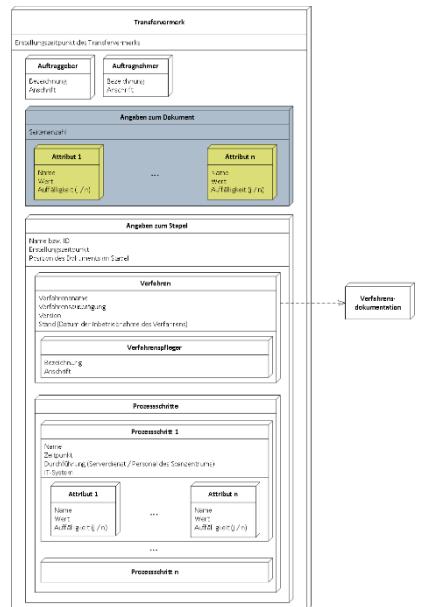 Transfervermerk
Erstellungszeitpunkt des Transfervermerks
Auftraggeber
Bezeichnung
Anschrift
Auftragnehmer
Bezeichnung
Anschrift
Angaben zum Dokument
Seitenanzahl
Attribut 1
Name
Wert
Auffälligkeit (j / n)
...
Attribut n
Name
Wert
Auffälligkeit (j / n)
Angaben zum Stapel
Name bzw. ID
Erstellungszeitpunkt
Position des Dokuments im Stapel
Verfahren
Verfahrensname
Verfahrensausprägung
Version
Stand (Datum der Inbetriebnahme des Verfahrens)
Verfahrenspfleger
Bezeichnung
Anschrift
Verfahrens-
dokumentation
Prozessschritte
Prozessschritt 1
Name
Zeitpunkt
Durchführung (Serverdienst / Personal des Scanzentrums)
IT-System
Attribut 1
Name
Wert
Auffälligkeit (j / n)
...
Attribut n
Name
Wert
Auffälligkeit (j / n)
...
Prozessschritt n